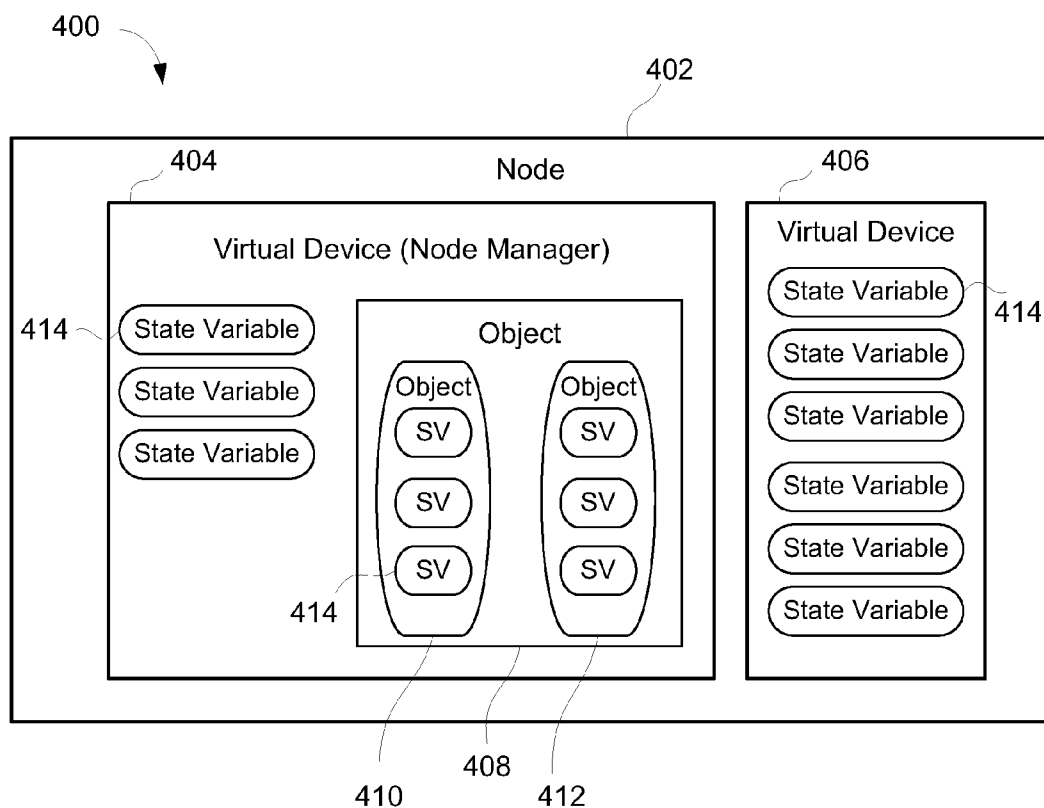 400
402
404
Node
406
Virtual Device (Node Manager)
Virtual Device
414
State Variable
State Variable
State Variable
Object
Object
SV
SV
SV
414
Object
SV
SV
SV
State Variable
414
State Variable
State Variable
State Variable
State Variable
State Variable
410
408
412